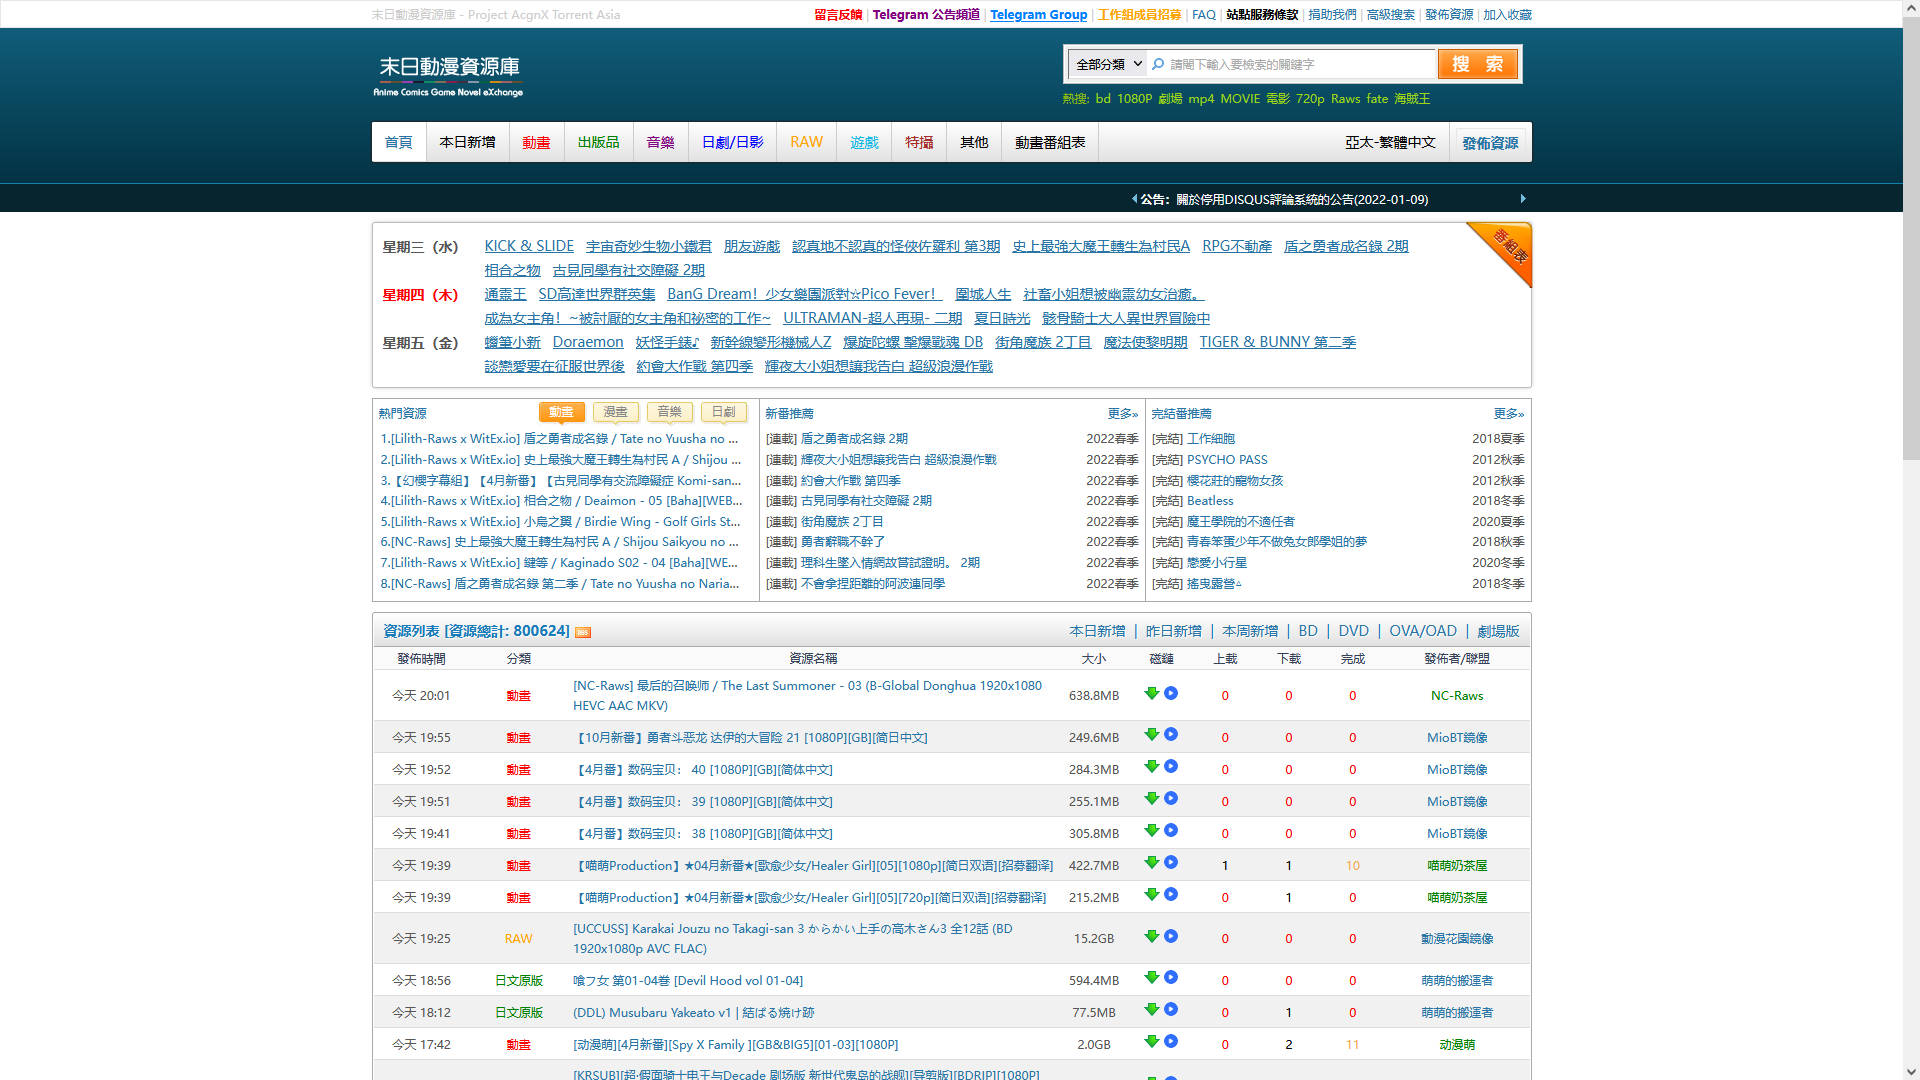 末日動漫資源庫 - Project AcgnX Torrent Asia
留言反饋 | Telegram 公告頻道 | Telegram Group | 工作組成員招募 | FAQ | 站點服務條款 | 捐助我們 | 高級搜索 | 發佈資源 | 加入收藏
末日動漫資源庫
Anime Comics Game Novel eXchange
全部分類 請閣下輸入要檢索的關鍵字 搜 索
熱搜: bd 1080P 劇場 mp4 MOVIE 電影 720p Raws fate 海賊王
首頁 本日新增 動畫 出版品 音樂 日劇/日影 RAW 遊戲 特攝 其他 動畫番組表 亞太-繁體中文 發佈資源
公告: 關於停用DISQUS評論系統的公告(2022-01-09)
番組表
星期三（水） KICK & SLIDE 宇宙奇妙生物小鐵君 朋友遊戲 認真地不認真的怪俠佐羅利 第3期 史上最強大魔王轉生為村民A RPG不動產 盾之勇者成名錄 2期
相合之物 古見同學有社交障礙 2期
星期四（木） 通靈王 SD高達世界群英集 BanG Dream！少女樂團派對☆Pico Fever！ 圍城人生 社畜小姐想被幽靈幼女治癒。
成為女主角！~被討厭的女主角和祕密的工作~ ULTRAMAN-超人再現- 二期 夏日時光 骸骨騎士大人異世界冒險中
星期五（金） 蠟筆小新 Doraemon 妖怪手錶♪ 新幹線變形機械人Z 爆旋陀螺 擊爆戰魂 DB 街角魔族 2丁目 魔法使黎明期 TIGER & BUNNY 第二季
談戀愛要在征服世界後 約會大作戰 第四季 輝夜大小姐想讓我告白 超級浪漫作戰
熱門資源 動畫 漫畫 音樂 日劇
1.[Lilith-Raws x WitEx.io] 盾之勇者成名錄 / Tate no Yuusha no ...
2.[Lilith-Raws x WitEx.io] 史上最強大魔王轉生為村民 A / Shijou ...
3.【幻櫻字幕組】【4月新番】【古見同學有交流障礙症 Komi-san...
4.[Lilith-Raws x WitEx.io] 相合之物 / Deaimon - 05 [Baha][WEB...
5.[Lilith-Raws x WitEx.io] 小鳥之翼 / Birdie Wing - Golf Girls St...
6.[NC-Raws] 史上最強大魔王轉生為村民 A / Shijou Saikyou no ...
7.[Lilith-Raws x WitEx.io] 鍵等 / Kaginado S02 - 04 [Baha][WE...
8.[NC-Raws] 盾之勇者成名錄 第二季 / Tate no Yuusha no Naria...
新番推薦 更多»
[連載] 盾之勇者成名錄 2期 2022春季
[連載] 輝夜大小姐想讓我告白 超級浪漫作戰 2022春季
[連載] 約會大作戰 第四季 2022春季
[連載] 古見同學有社交障礙 2期 2022春季
[連載] 街角魔族 2丁目 2022春季
[連載] 勇者辭職不幹了 2022春季
[連載] 理科生墜入情網故嘗試證明。 2期 2022春季
[連載] 不會拿捏距離的阿波連同學 2022春季
完結番推薦 更多»
[完結] 工作細胞 2018夏季
[完結] PSYCHO PASS 2012秋季
[完結] 櫻花莊的寵物女孩 2012秋季
[完結] Beatless 2018冬季
[完結] 魔王學院的不適任者 2020夏季
[完結] 青春笨蛋少年不做兔女郎學姐的夢 2018秋季
[完結] 戀愛小行星 2020冬季
[完結] 搖曳露營△ 2018冬季
資源列表 [資源總計: 800624] RSS 本日新增 | 昨日新增 | 本周新增 | BD | DVD | OVA/OAD | 劇場版
發佈時間 分類 資源名稱 大小 磁鏈 上載 下載 完成 發佈者/聯盟
今天 20:01 動畫 [NC-Raws] 最后的召唤师 / The Last Summoner - 03 (B-Global Donghua 1920x1080 HEVC AAC MKV) 638.8MB 0 0 0 NC-Raws
今天 19:55 動畫 【10月新番】勇者斗恶龙 达伊的大冒险 21 [1080P][GB][简日中文] 249.6MB 0 0 0 MioBT鏡像
今天 19:52 動畫 【4月番】数码宝贝： 40 [1080P][GB][简体中文] 284.3MB 0 0 0 MioBT鏡像
今天 19:51 動畫 【4月番】数码宝贝： 39 [1080P][GB][简体中文] 255.1MB 0 0 0 MioBT鏡像
今天 19:41 動畫 【4月番】数码宝贝： 38 [1080P][GB][简体中文] 305.8MB 0 0 0 MioBT鏡像
今天 19:39 動畫 【喵萌Production】★04月新番★[歌愈少女/Healer Girl][05][1080p][简日双语][招募翻译] 422.7MB 1 1 10 喵萌奶茶屋
今天 19:39 動畫 【喵萌Production】★04月新番★[歌愈少女/Healer Girl][05][720p][简日双语][招募翻译] 215.2MB 0 1 0 喵萌奶茶屋
今天 19:25 RAW [UCCUSS] Karakai Jouzu no Takagi-san 3 からかい上手の高木さん3 全12話 (BD 1920x1080p AVC FLAC) 15.2GB 0 0 0 動漫花園鏡像
今天 18:56 日文原版 喰フ女 第01-04巻 [Devil Hood vol 01-04] 594.4MB 0 0 0 萌萌的搬運者
今天 18:12 日文原版 (DDL) Musubaru Yakeato v1 | 結ばる焼け跡 77.5MB 0 1 0 萌萌的搬運者
今天 17:42 動畫 [动漫萌][4月新番][Spy X Family ][GB&BIG5][01-03][1080P] 2.0GB 0 2 11 动漫萌
[KRSUB][超·假面骑士电王与Decade 剧场版 新世代鬼岛的战舰][导剪版][BDRIP][1080P]